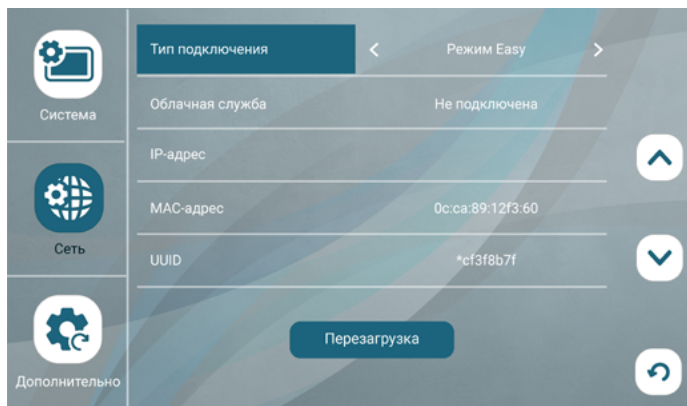 Система
Сеть
Дополнительно
Тип подключения < Режим Easy >
Облачная служба Не подключена
IP-адрес
MAC-адрес 0c:ca:89:12f3:60
UUID *cf3f8b7f
Перезагрузка